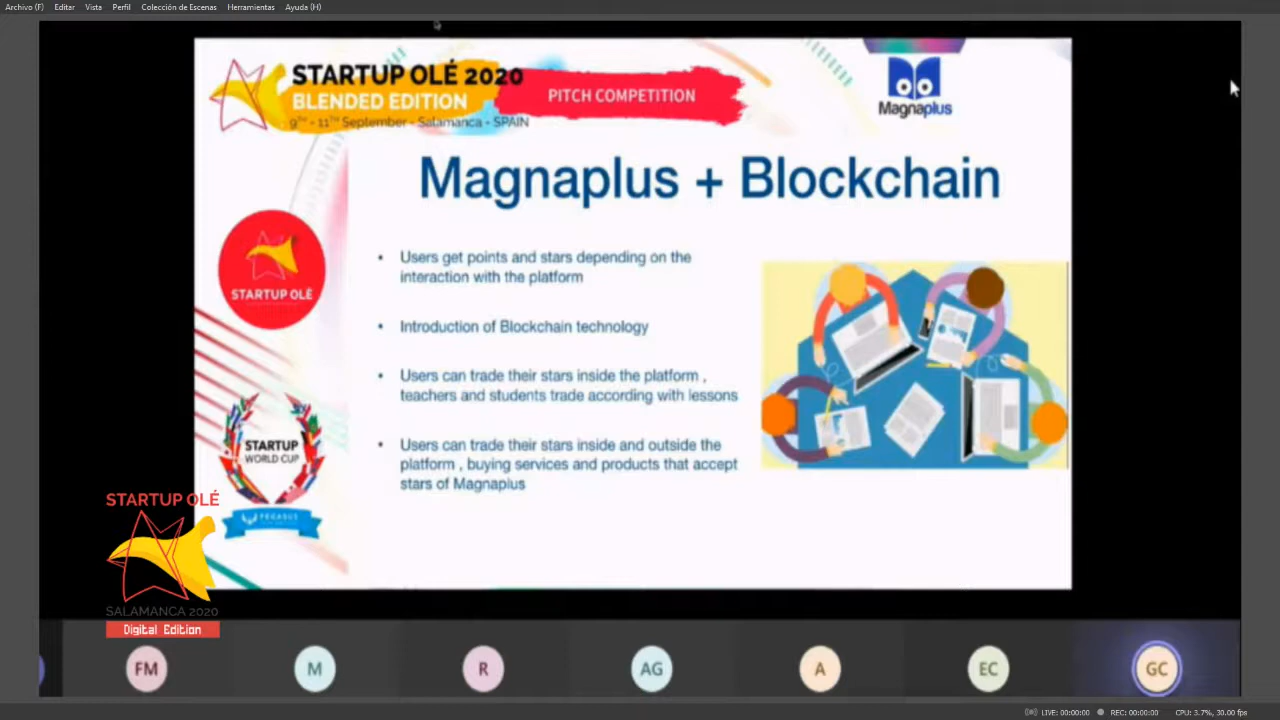 Archivo (F) Editar Vista Perfil Colección de Escenas Herramientas Ayuda (H)
STARTUP OLÉ 2020
BLENDED EDITION
9TH - 11TH September - Salamanca - SPAIN
PITCH COMPETITION
Magnaplus
Magnaplus + Blockchain
• Users get points and stars depending on the
interaction with the platform
• Introduction of Blockchain technology
• Users can trade their stars inside the platform ,
teachers and students trade according with lessons
• Users can trade their stars inside and outside the
platform , buying services and products that accept
stars of Magnaplus
STARTUP OLÉ
STARTUP
WORLD CUP
PEGASUS
STARTUP OLÉ
SALAMANCA 2020
Digital Edition
FM M R AG A EC GC
LIVE: 00:00:00 REC: 00:00:00 CPU: 3.7%, 30.00 fps